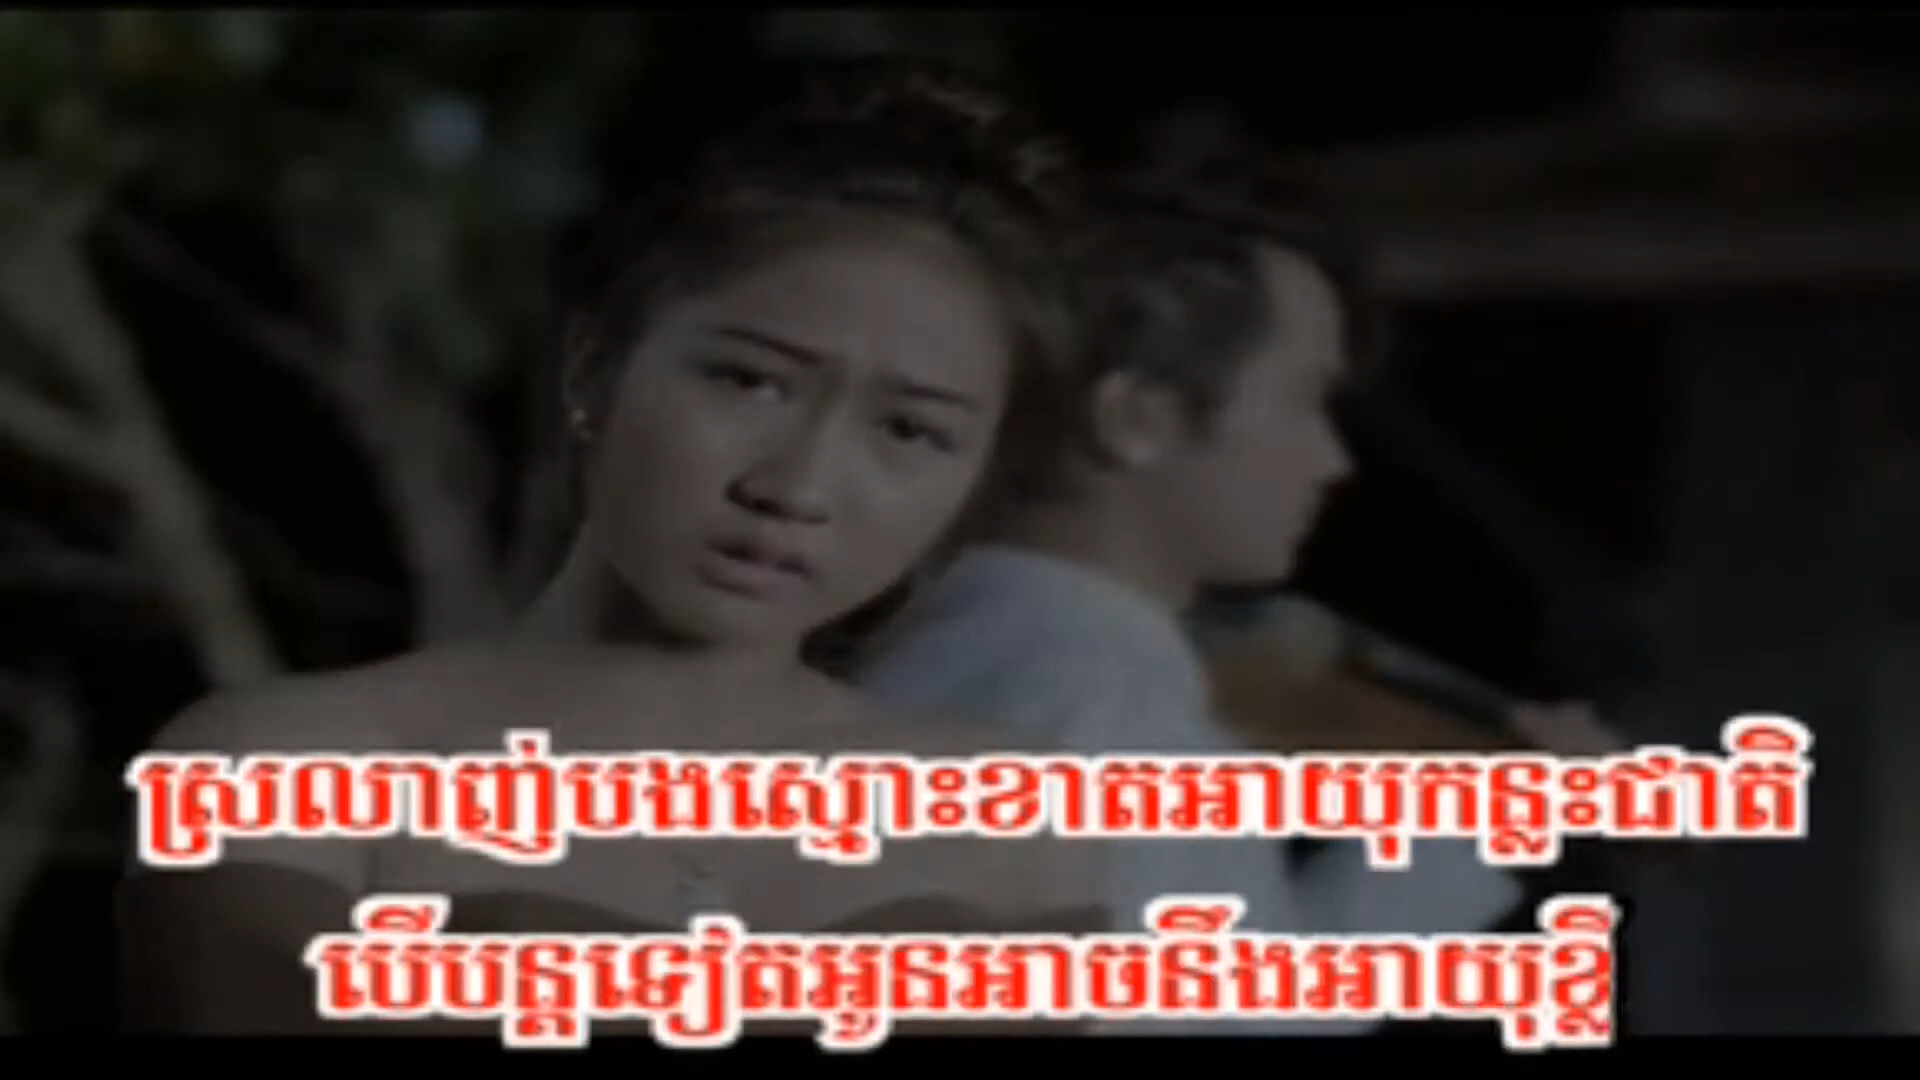 ស្រលាញ់បងស្មោះខាតអាយុកន្លះជាតិ
បើបន្តទៀតអូនអាចនឹងអាយុខ្លី